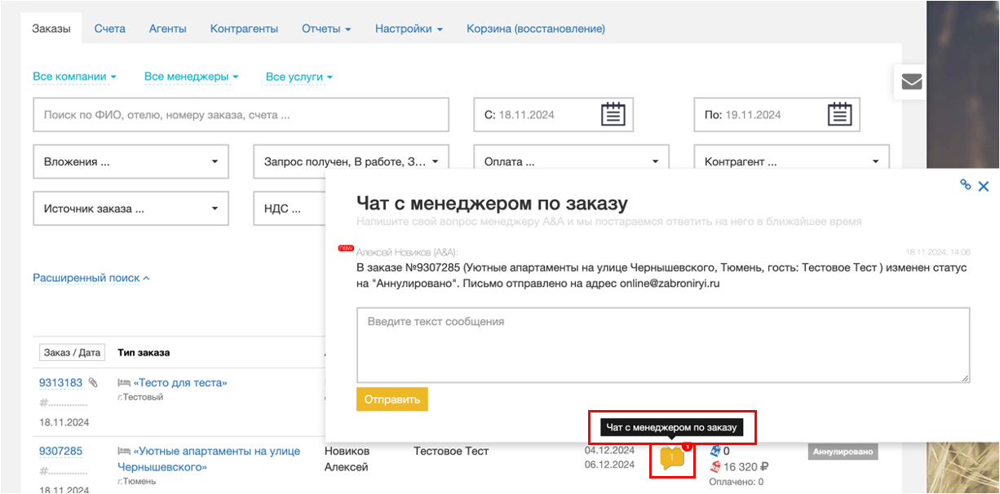 Заказы Счета Агенты Контрагенты Отчеты Настройки Корзина (восстановление)
Все компании Все менеджеры Все услуги
Поиск по ФИО, отелю, номеру заказа, счета ... С: 18.11.2024 По: 19.11.2024
Вложения ... Запрос получен, В работе, З... Оплата ... Контрагент ...
Источник заказа ... НДС ...
Чат с менеджером по заказу
Напишите свой вопрос менеджеру А&А и мы постараемся ответить на него в ближайшее время
new Алексей Новиков (А&А): 18.11.2024, 14:06
В заказе №9307285 (Уютные апартаменты на улице Чернышевского, Тюмень, гость: Тестовое Тест ) изменен статус
на "Аннулировано". Письмо отправлено на адрес online@zabroniryi.ru
Расширенный поиск
Введите текст сообщения
Отправить
Заказ / Дата Тип заказа
9313183 «Тесто для теста»
г.Тестовый
#...............
18.11.2024
Чат с менеджером по заказу
9307285 «Уютные апартаменты на улице Новиков Тестовое Тест 04.12.2024 1 1 0 Аннулировано
Чернышевского» Алексей 06.12.2024 16 320 ₽
#...............
г.Тюмень Оплачено: 0
18.11.2024